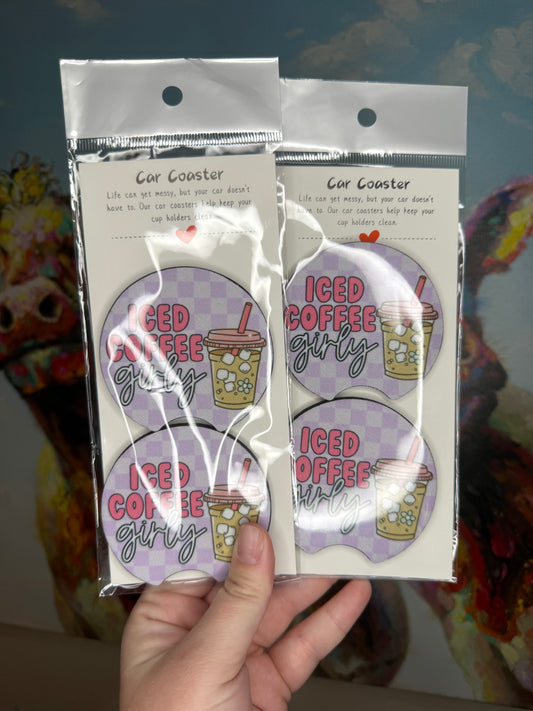 Car Coaster
Life can get messy, but your car doesn't
have to. Our car coasters help keep your
cup holders clean.
ICED
COFFEE
girly
ICED
COFFEE
girly
Car Coaster
Life can get messy, but your car doesn't
have to. Our car coasters help keep your
cup holders clean.
ICED
COFFEE
girly
ICED
OFFEE
girly